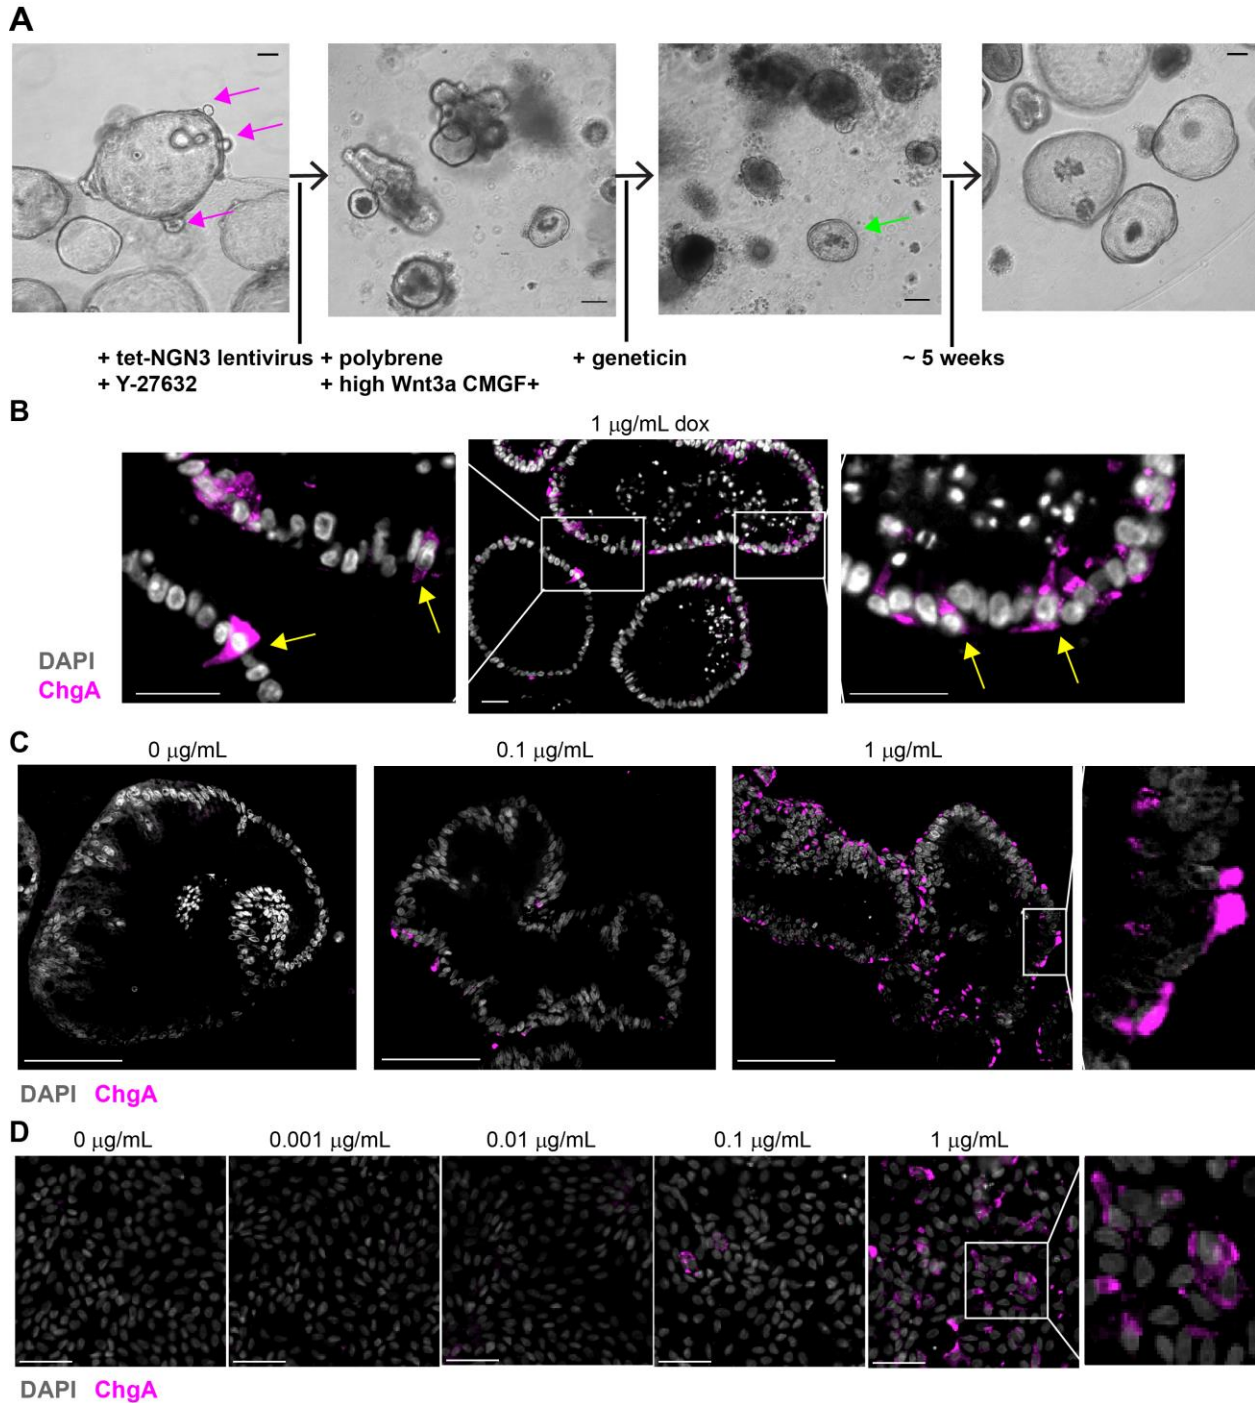 A
+ tet-NGN3 lentivirus
+ Y-27632
+ polybrene
+ high Wnt3a CMGF+
+ geneticin
~ 5 weeks
B
1 μg/mL dox
DAPI
ChgA
C
0 μg/mL
0.1 μg/mL
1 μg/mL
DAPI ChgA
D
0 μg/mL
0.001 μg/mL
0.01 μg/mL
0.1 μg/mL
1 μg/mL
DAPI ChgA